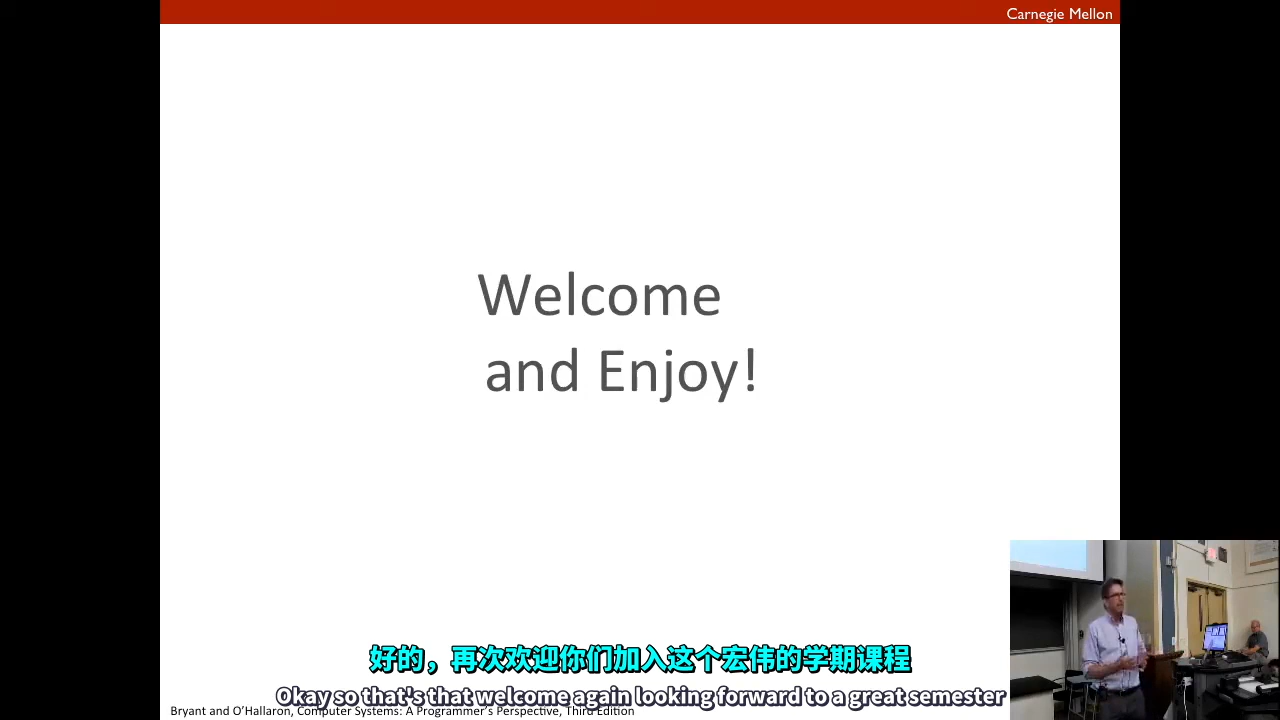 Carnegie Mellon
Welcome
and Enjoy!
好的，再次欢迎你们加入这个宏伟的学期课程
Okay so that's that welcome again looking forward to a great semester
Bryant and O'Hallaron, Computer Systems: A Programmer's Perspective, Third Edition